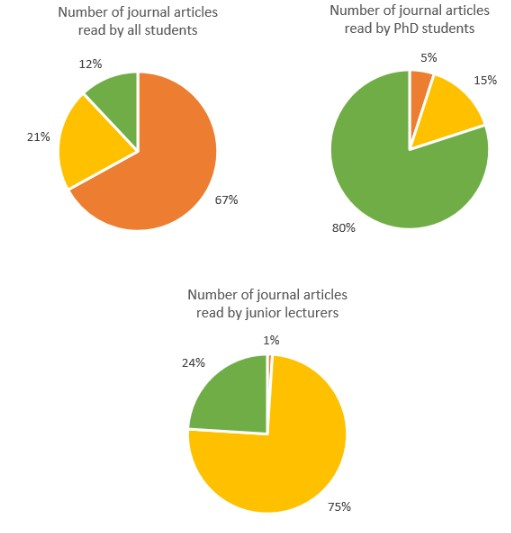 Number of journal articles
read by all students
12%
21%
67%
Number of journal articles
read by PhD students
5%
15%
80%
Number of journal articles
read by junior lecturers
1%
24%
75%